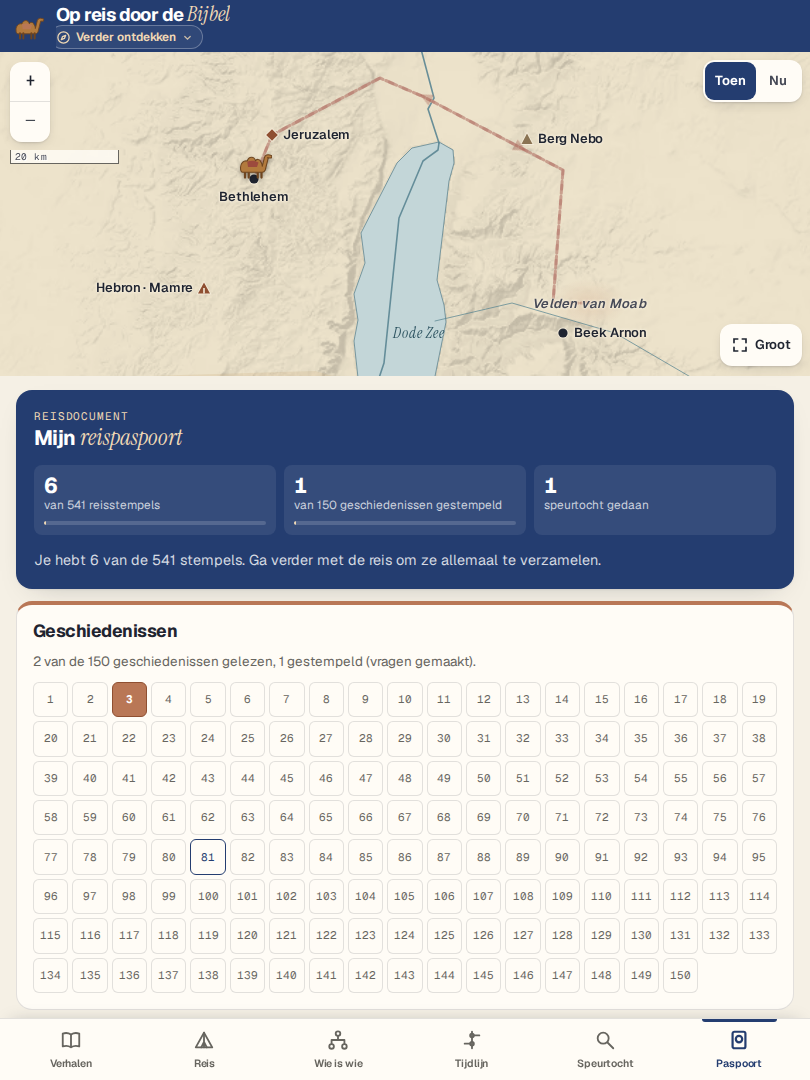 Op reis door de Bijbel
Verder ontdekken
+
−
20 km
Toen Nu
Jeruzalem
Berg Nebo
Bethlehem
Hebron · Mamre
Velden van Moab
Dode Zee
Beek Arnon
Groot
REISDOCUMENT
Mijn reispaspoort
6
van 541 reisstempels
1
van 150 geschiedenissen gestempeld
1
speurtocht gedaan
Je hebt 6 van de 541 stempels. Ga verder met de reis om ze allemaal te verzamelen.
Geschiedenissen
2 van de 150 geschiedenissen gelezen, 1 gestempeld (vragen gemaakt).
1 2 3 4 5 6 7 8 9 10 11 12 13 14 15 16 17 18 19
20 21 22 23 24 25 26 27 28 29 30 31 32 33 34 35 36 37 38
39 40 41 42 43 44 45 46 47 48 49 50 51 52 53 54 55 56 57
58 59 60 61 62 63 64 65 66 67 68 69 70 71 72 73 74 75 76
77 78 79 80 81 82 83 84 85 86 87 88 89 90 91 92 93 94 95
96 97 98 99 100 101 102 103 104 105 106 107 108 109 110 111 112 113 114
115 116 117 118 119 120 121 122 123 124 125 126 127 128 129 130 131 132 133
134 135 136 137 138 139 140 141 142 143 144 145 146 147 148 149 150
Verhalen Reis Wie is wie Tijdlijn Speurtocht Paspoort